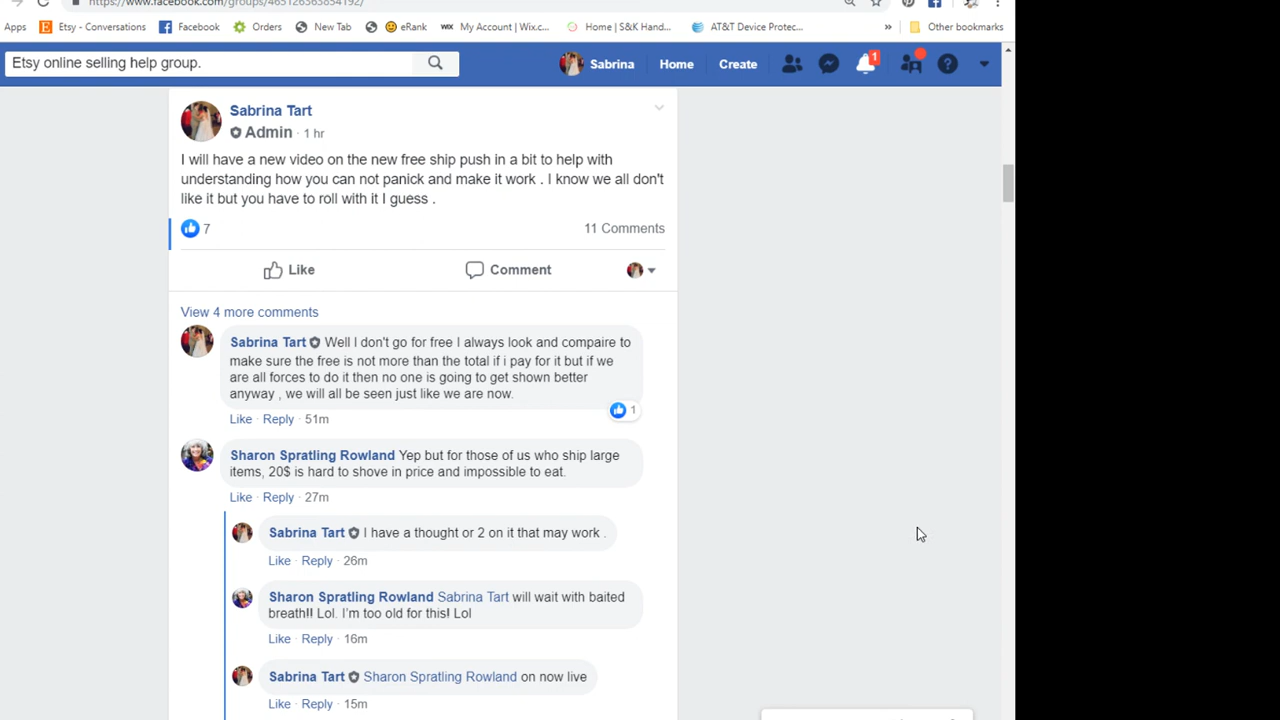 https://www.facebook.com/groups/465126363854192/
Apps Etsy - Conversations Facebook Orders New Tab eRank WIX My Account | Wix.c... Home | S&K Hand... AT&T Device Protec... » Other bookmarks
Etsy online selling help group. Sabrina Home Create 1
Sabrina Tart
Admin · 1 hr
I will have a new video on the new free ship push in a bit to help with
understanding how you can not panick and make it work . I know we all don't
like it but you have to roll with it I guess .
7 11 Comments
Like Comment
View 4 more comments
Sabrina Tart Well I don't go for free I always look and compaire to
make sure the free is not more than the total if i pay for it but if we
are all forces to do it then no one is going to get shown better
anyway , we will all be seen just like we are now.
1
Like · Reply · 51m
Sharon Spratling Rowland Yep but for those of us who ship large
items, 20$ is hard to shove in price and impossible to eat.
Like · Reply · 27m
Sabrina Tart I have a thought or 2 on it that may work .
Like · Reply · 26m
Sharon Spratling Rowland Sabrina Tart will wait with baited
breath!! Lol. I'm too old for this! Lol
Like · Reply · 16m
Sabrina Tart Sharon Spratling Rowland on now live
Like · Reply · 15m